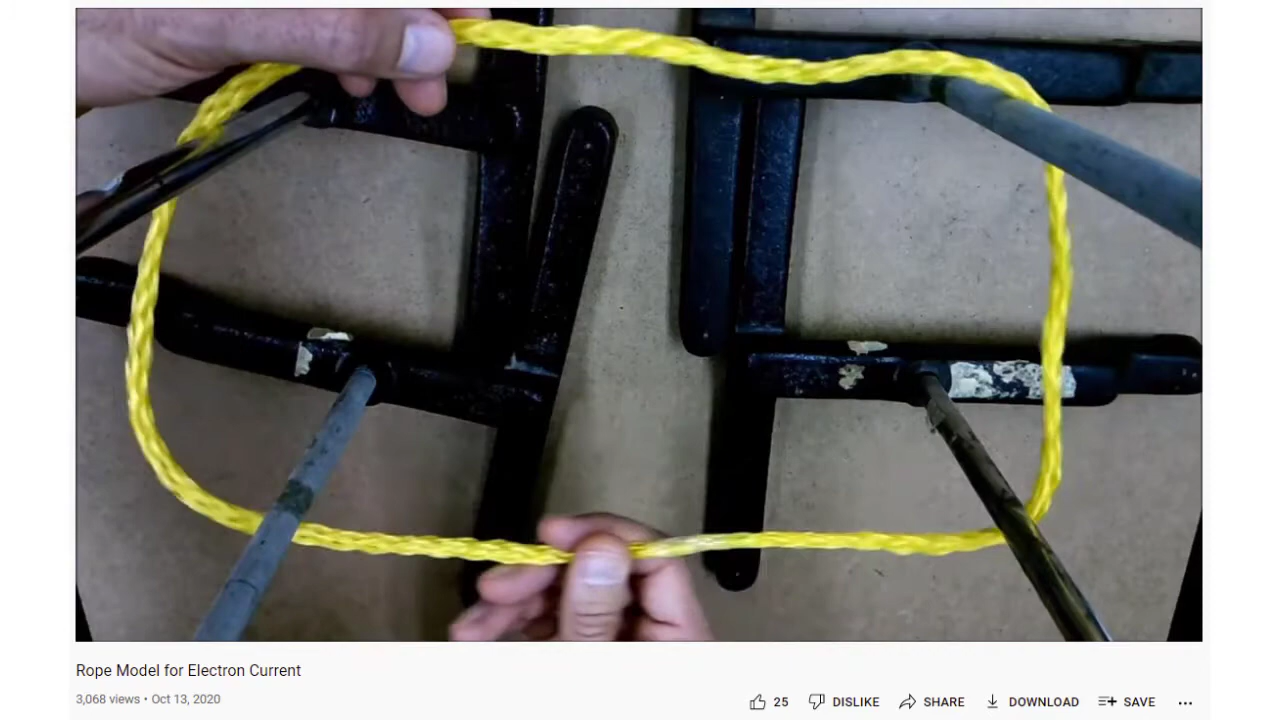 Rope Model for Electron Current
3,068 views • Oct 13, 2020
25 DISLIKE SHARE DOWNLOAD SAVE